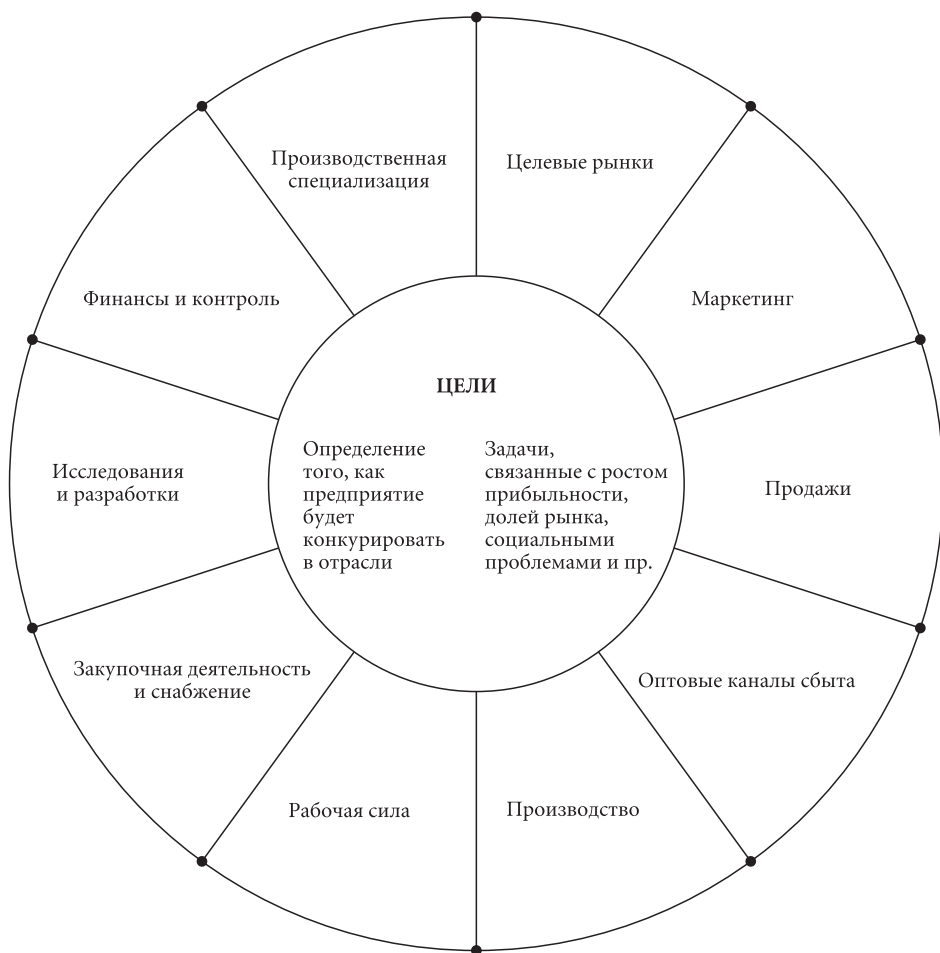 Производственная
специализация
Целевые рынки
Маркетинг
Продажи
Оптовые каналы сбыта
Производство
Рабочая сила
Закупочная деятельность
и снабжение
Исследования
и разработки
Финансы и контроль
ЦЕЛИ
Определение
того, как
предприятие
будет
конкурировать
в отрасли
Задачи,
связанные с ростом
прибыльности,
долей рынка,
социальными
проблемами и пр.